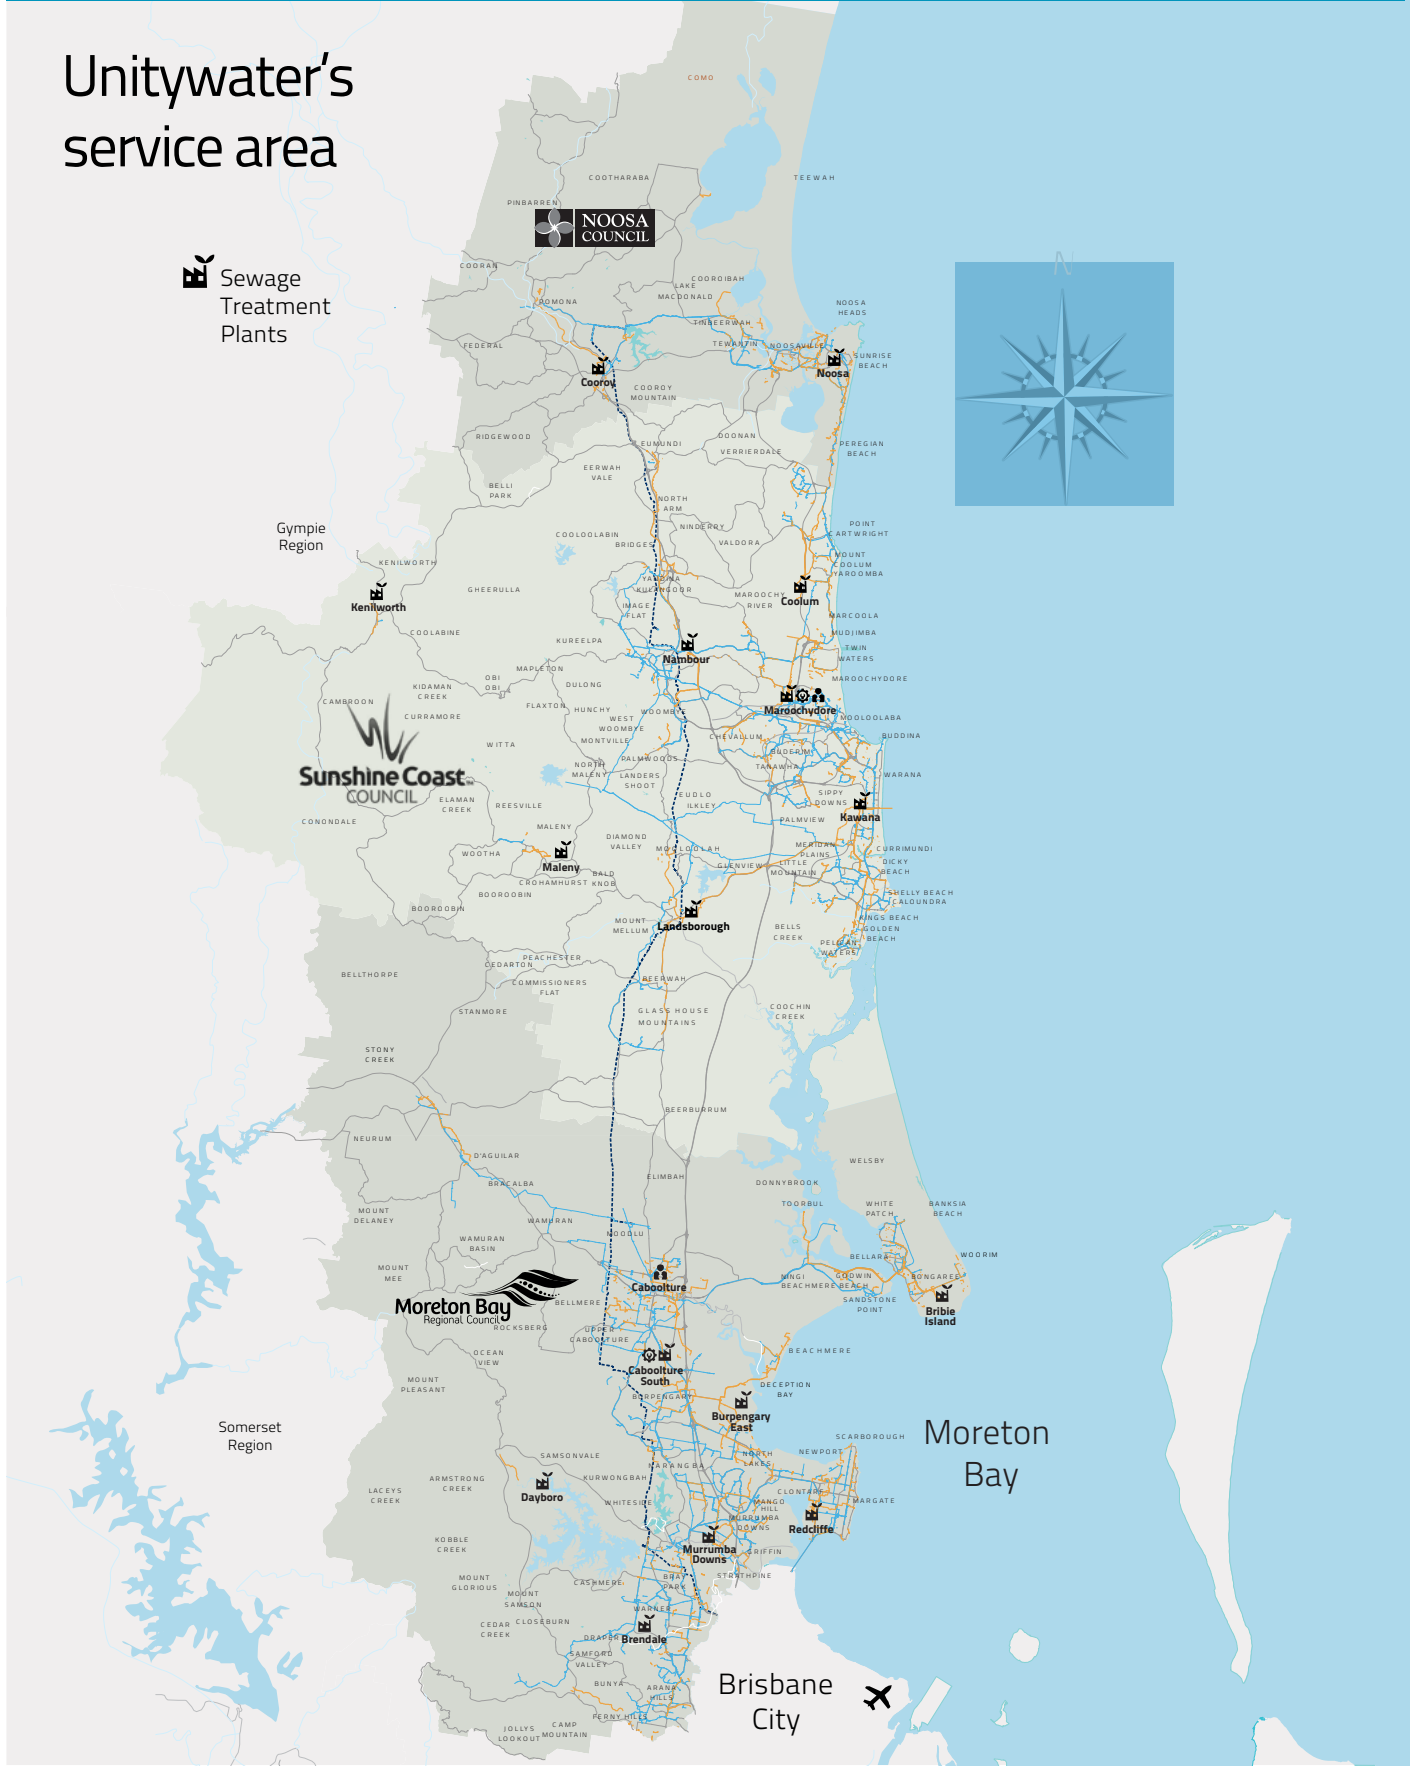 Unitywater's
service area
Sewage
Treatment
Plants
COMO
COOTHARABA
TEEWAH
PINBARREN
NOOSA
COUNCIL
N
COORAN
COOROIBAH
LAKE
MACDONALD
POMONA
NOOSA
HEADS
TINBEERWAH
FEDERAL
TEWANTIN
NOOSAVILLE
SUNRISE
BEACH
Noosa
Cooroy
COOROY
MOUNTAIN
RIDGEWOOD
EUMUNDI
DOONAN
VERRIERDALE
PEREGIAN
BEACH
EERWAH
VALE
BELLI
PARK
NORTH
ARM
Gympie
Region
NINDERRY
POINT
CARTWRIGHT
COOLOOLABIN
BRIDGES
VALDORA
KENILWORTH
MOUNT
COOLUM
YAROOMBA
YANDINA
KULANGOOR
GHEERULLA
Kenilworth
IMAGE
FLAT
MAROOCHY
RIVER
Coolum
MARCOOLA
COOLABINE
KUREELPA
MUDJIMBA
TWIN
WATERS
Nambour
MAPLETON
OBI
OBI
DULONG
MAROOCHYDORE
KIDAMAN
CREEK
CAMBROON
FLAXTON
HUNCHY
WOOMBYE
Maroochydore
CURRAMORE
WEST
WOOMBYE
MOOLOOLABA
MONTVILLE
CHEVALLUM
BUDDINA
WITTA
BUDERIM
PALMWOODS
TANAWHA
NORTH
MALENY
LANDERS
SHOOT
WARANA
Sunshine Coast
COUNCIL
ELAMAN
CREEK
REESVILLE
EUDLO
ILKLEY
SIPPY
DOWNS
CONONDALE
PALMVIEW
Kawana
MALENY
DIAMOND
VALLEY
MOOLOOLAH
MERIDAN
PLAINS
CURRIMUNDI
WOOTHA
Maleny
GLENVIEW
LITTLE
MOUNTAIN
DICKY
BEACH
BALD
KNOB
CROHAMHURST
BOOROOBIN
SHELLY BEACH
CALOUNDRA
BOOROOBIN
MOUNT
MELLUM
Landsborough
BELLS
CREEK
KINGS BEACH
GOLDEN
BEACH
PELICAN
WATERS
PEACHESTER
CEDARTON
BELLTHORPE
COMMISSIONERS
FLAT
BEERWAH
STANMORE
GLASS HOUSE
MOUNTAINS
COOCHIN
CREEK
STONY
CREEK
BEERBURRUM
NEURUM
D'AGUILAR
WELSBY
BRACALBA
ELIMBAH
DONNYBROOK
TOORBUL
WHITE
PATCH
BANKSIA
BEACH
MOUNT
DELANEY
WAMURAN
MOODLU
WAMURAN
BASIN
BELLARA
WOORIM
MOUNT
MEE
Caboolture
NINGI
GODWIN
BONGAREE
BEACHMERE BEACH
Moreton Bay
Regional Council
BELLMERE
SANDSTONE
POINT
Bribie
Island
ROCKSBERG
UPPER
CABOOLTURE
OCEAN
VIEW
BEACHMERE
Caboolture
South
MOUNT
PLEASANT
BURPENGARY
DECEPTION
BAY
Burpengary
East
Somerset
Region
Moreton
Bay
SCARBOROUGH
SAMSONVALE
NORTH
LAKES
NEWPORT
NARANGBA
ARMSTRONG
CREEK
KURWONGBAH
LACEYS
CREEK
Dayboro
CLONTARF
WHITESIDE
MANGO
HILL
MARGATE
MURRUMBA
DOWNS
Redcliffe
KOBBLE
CREEK
Murrumba
Downs
GRIFFIN
MOUNT
GLORIOUS
CASHMERE
BRAY
PARK
STRATHPINE
MOUNT
SAMSON
WARNER
CEDAR
CREEK
CLOSEBURN
DRAPER
Brendale
SAMFORD
VALLEY
BUNYA
ARANA
HILLS
Brisbane
City
FERNY HILLS
JOLLYS
LOOKOUT
CAMP
MOUNTAIN